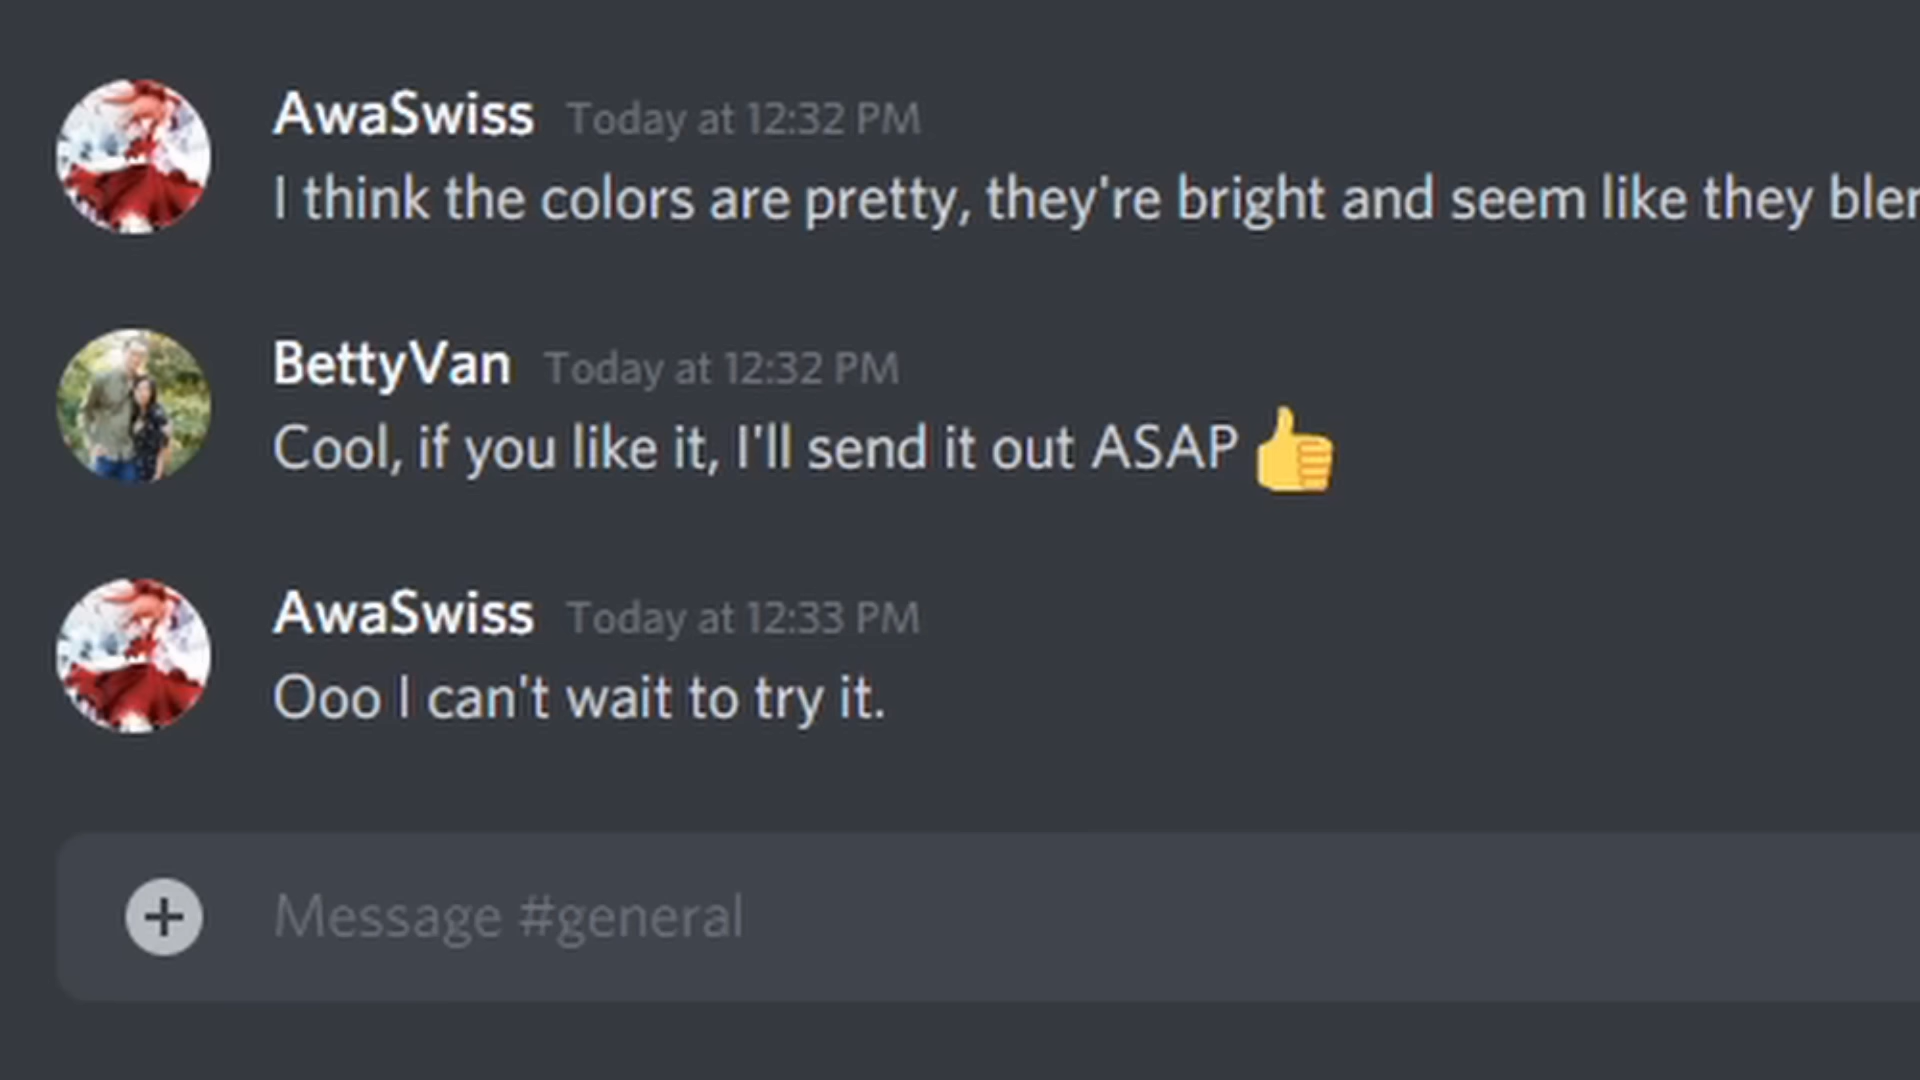 AwaSwiss Today at 12:32 PM
I think the colors are pretty, they're bright and seem like they
BettyVan Today at 12:32 PM
Cool, if you like it, I'll send it out ASAP 👍
AwaSwiss Today at 12:33 PM
Ooo I can't wait to try it.
Message #general